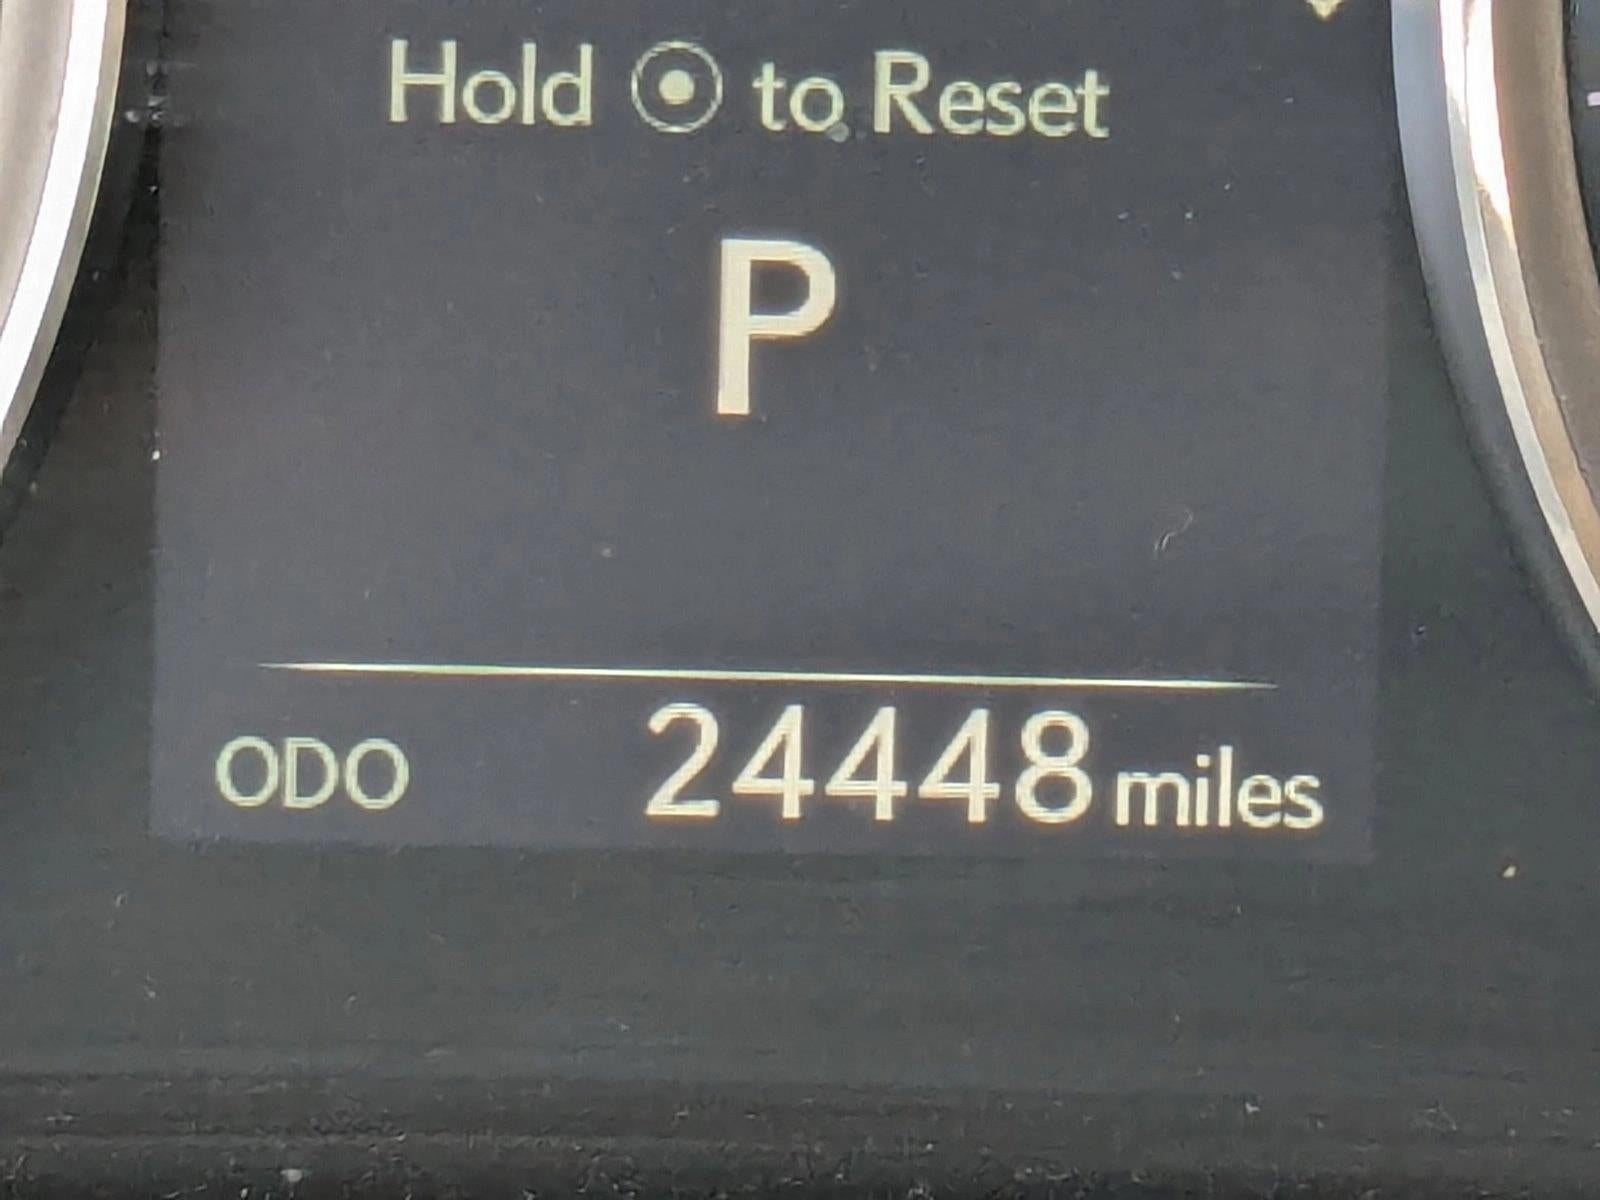 Hold to Reset
P
ODO 24448 miles